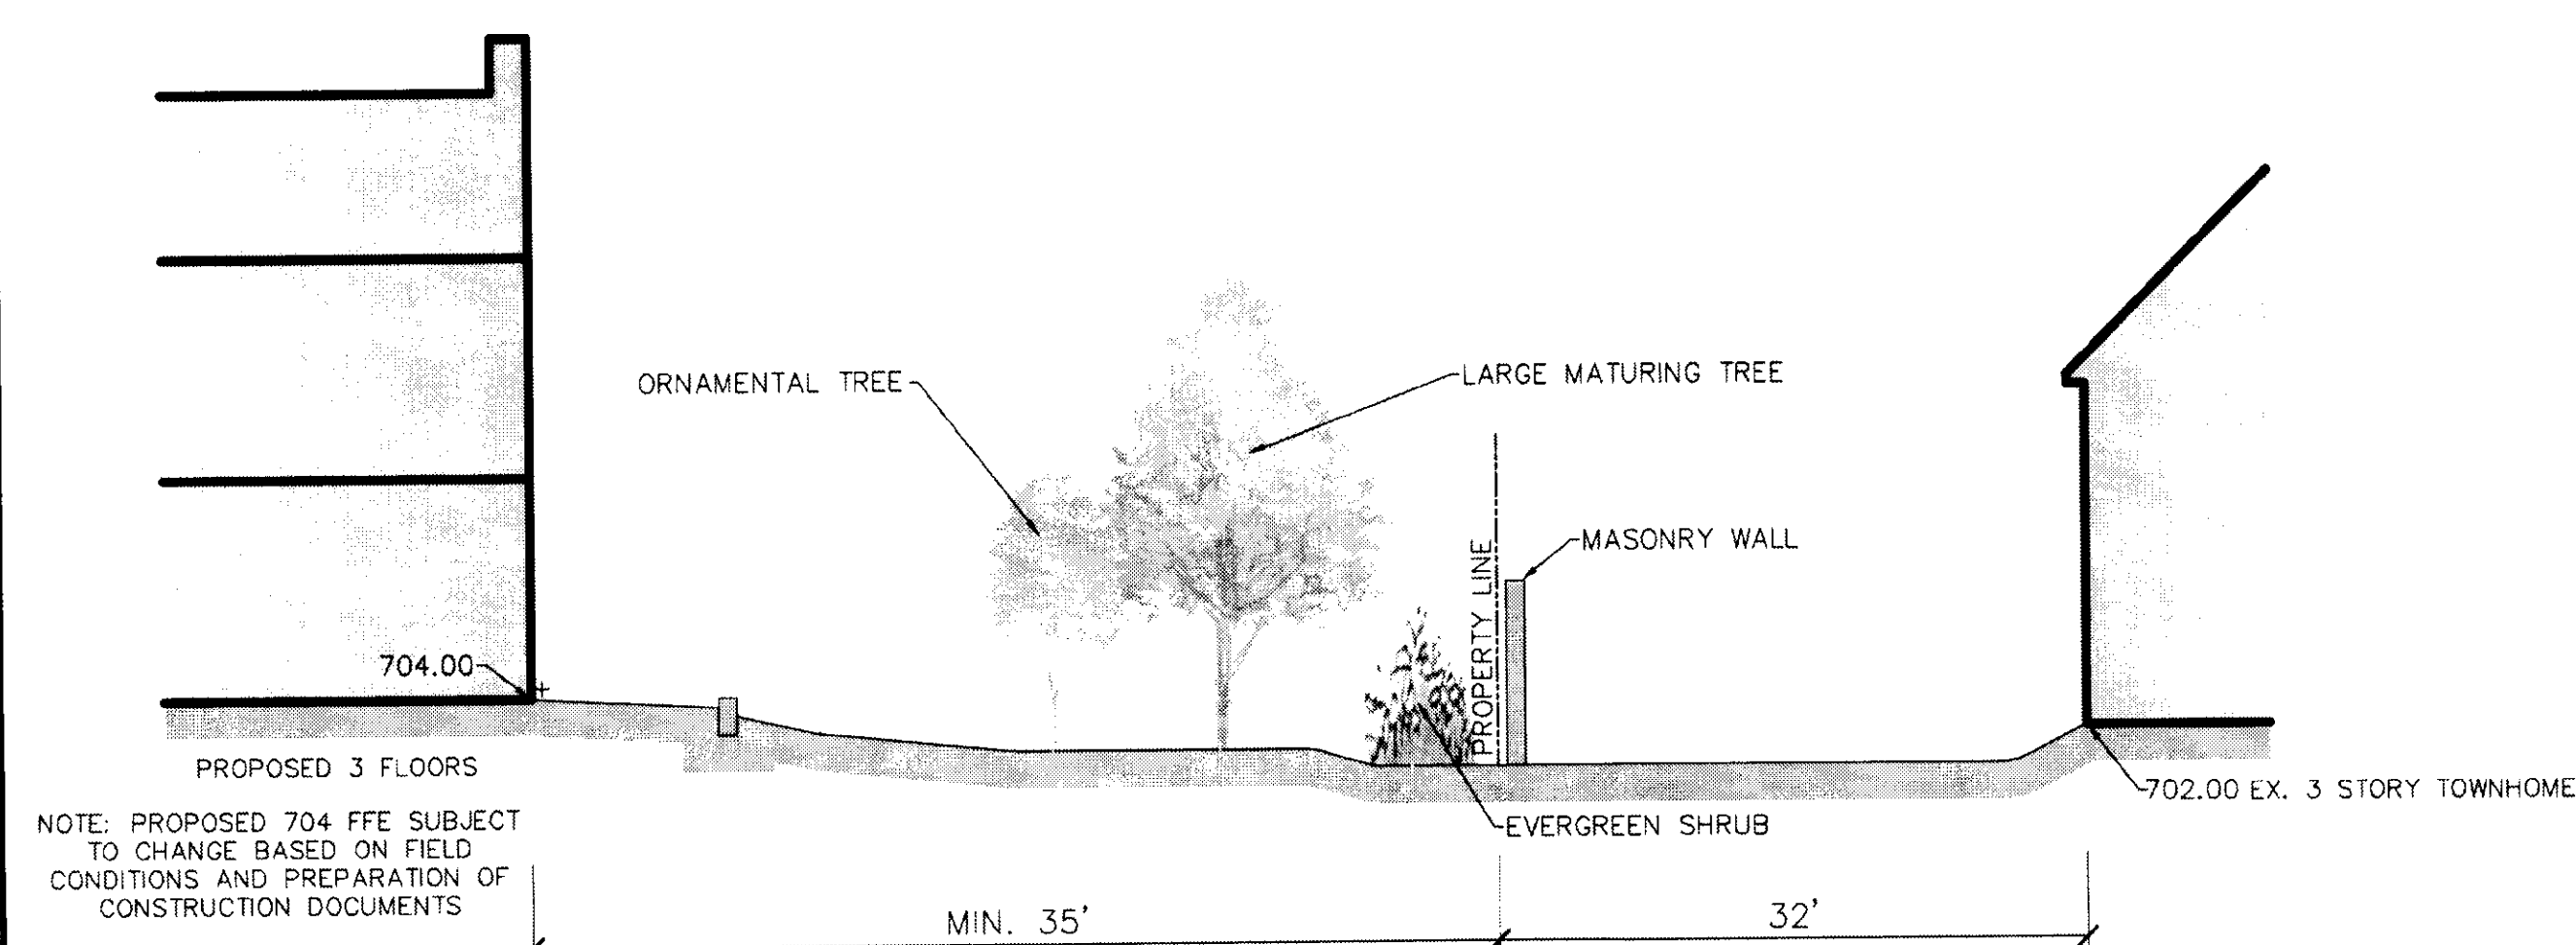 ORNAMENTAL TREE
LARGE MATURING TREE
PROPERTY LINE
MASONRY WALL
704.00
PROPOSED 3 FLOORS
702.00 EX. 3 STORY TOWNHOME
EVERGREEN SHRUB
NOTE: PROPOSED 704 FFE SUBJECT
TO CHANGE BASED ON FIELD
CONDITIONS AND PREPARATION OF
CONSTRUCTION DOCUMENTS
MIN. 35'
32'